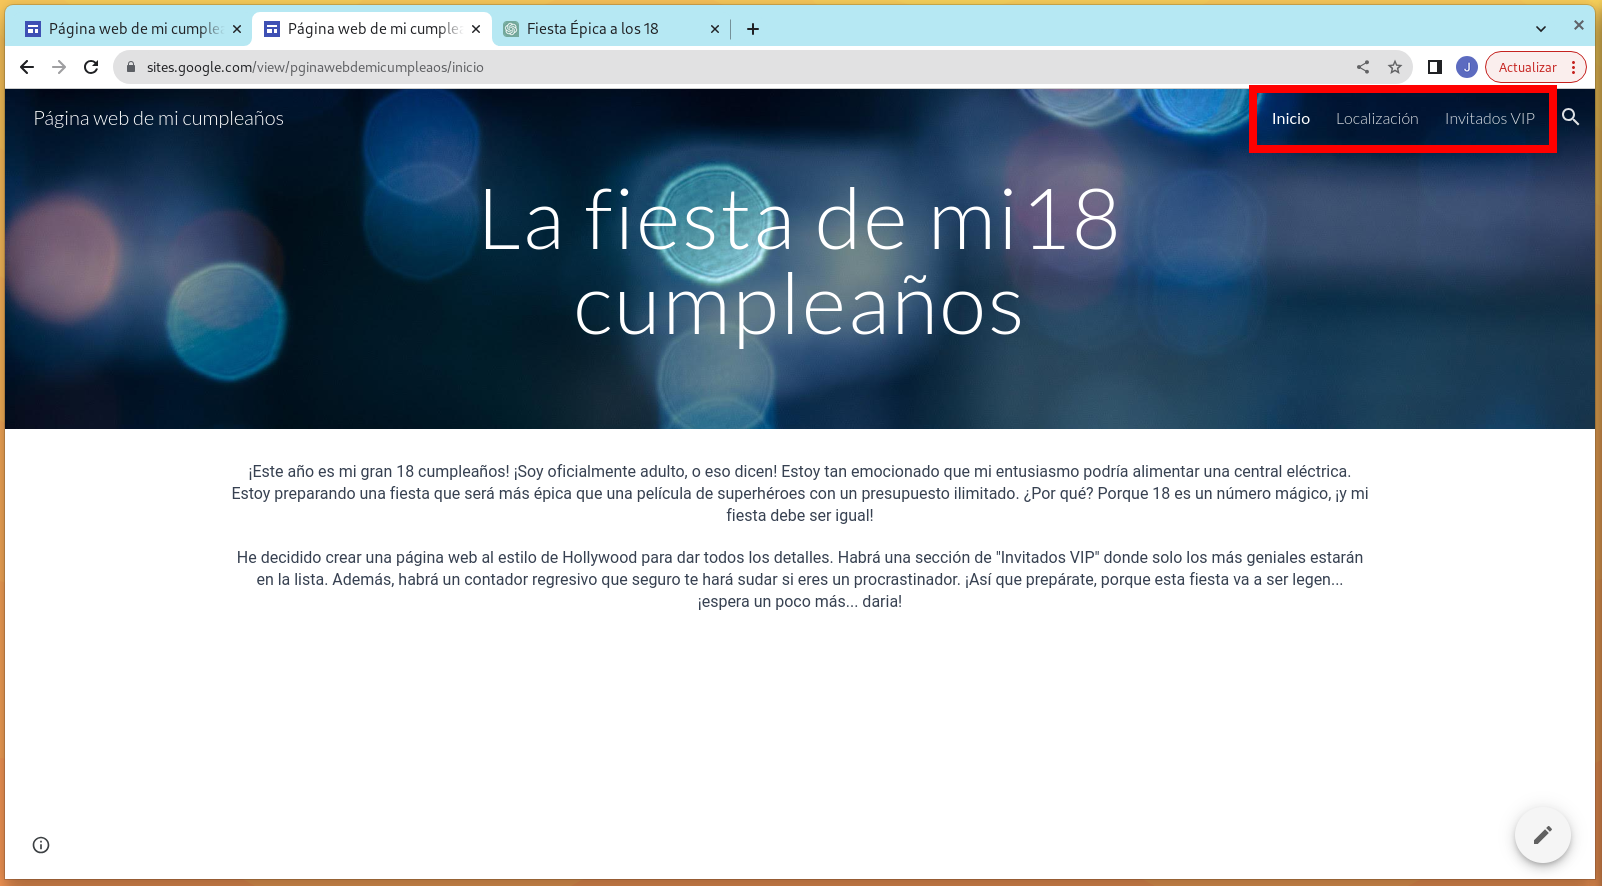 Página web de mi cumple
Página web de mi cumple
Fiesta Épica a los 18
sites.google.com/view/pginawebdemicumpleaos/inicio
J
Actualizar
Página web de mi cumpleaños
Inicio
Localización
Invitados VIP
La fiesta de mi18
cumpleaños
¡Este año es mi gran 18 cumpleaños! ¡Soy oficialmente adulto, o eso dicen! Estoy tan emocionado que mi entusiasmo podría alimentar una central eléctrica.
Estoy preparando una fiesta que será más épica que una película de superhéroes con un presupuesto ilimitado. ¿Por qué? Porque 18 es un número mágico, ¡y mi
fiesta debe ser igual!
He decidido crear una página web al estilo de Hollywood para dar todos los detalles. Habrá una sección de "Invitados VIP" donde solo los más geniales estarán
en la lista. Además, habrá un contador regresivo que seguro te hará sudar si eres un procrastinador. ¡Así que prepárate, porque esta fiesta va a ser legen...
¡espera un poco más... daria!